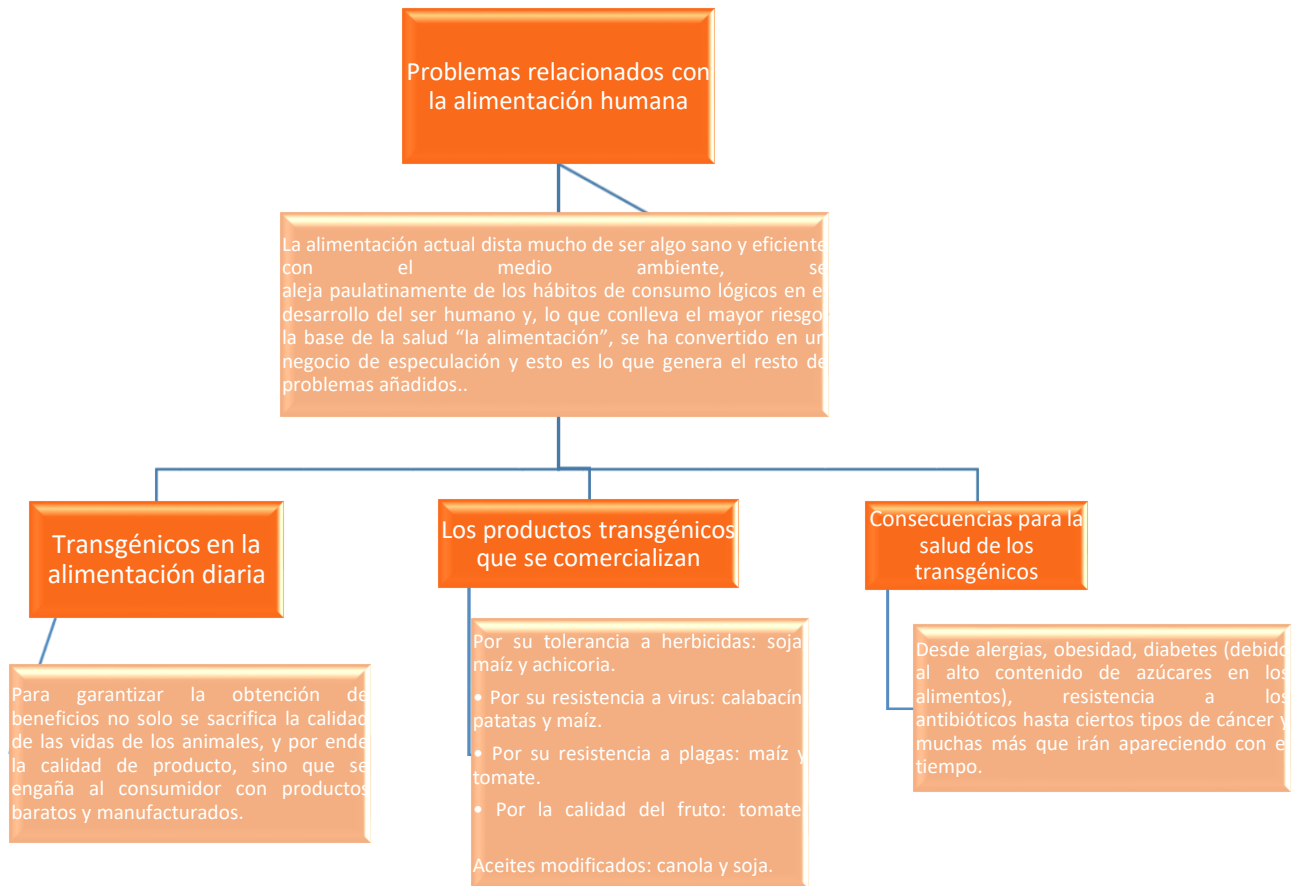 Problemas relacionados con
la alimentación humana
La alimentación actual dista mucho de ser algo sano y eficiente
con el medio ambiente, se
aleja paulatinamente de los hábitos de consumo lógicos en el
desarrollo del ser humano y, lo que conlleva el mayor riesgo
la base de la salud “la alimentación”, se ha convertido en un
negocio de especulación y esto es lo que genera el resto de
problemas añadidos..
Transgénicos en la
alimentación diaria
Para garantizar la obtención de
beneficios no solo se sacrifica la calidad
de las vidas de los animales, y por ende
la calidad de producto, sino que se
engaña al consumidor con productos
baratos y manufacturados.
Los productos transgénicos
que se comercializan
Por su tolerancia a herbicidas: soja
maíz y achicoria.
• Por su resistencia a virus: calabacín
patatas y maíz.
• Por su resistencia a plagas: maíz y
tomate.
• Por la calidad del fruto: tomate
Aceites modificados: canola y soja.
Consecuencias para la
salud de los
transgénicos
Desde alergias, obesidad, diabetes (debido
al alto contenido de azúcares en los
alimentos), resistencia a los
antibióticos hasta ciertos tipos de cáncer y
muchas más que irán apareciendo con el
tiempo.